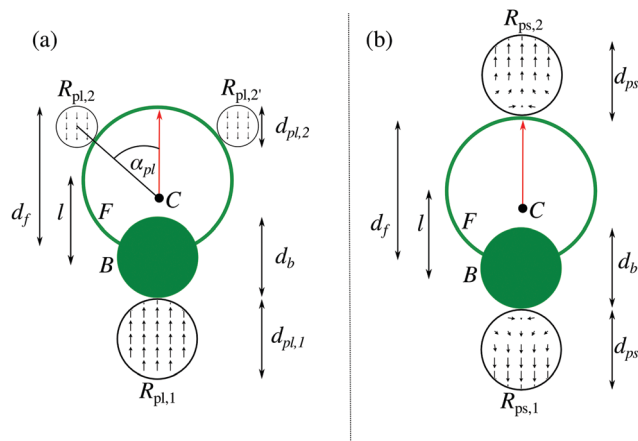 (a)
R_pl,2
R_pl,2'
d_pl,2
α_pl
C
d_f
l
F
B
d_b
d_pl,1
R_pl,1
(b)
R_ps,2
d_ps
C
d_f
l
F
B
d_b
d_ps
R_ps,1